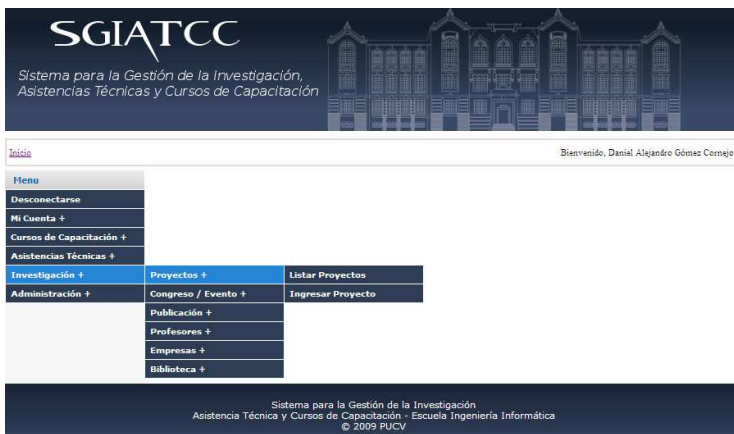 SGIATCC
Sistema para la Gestión de la Investigación,
Asistencias Técnicas y Cursos de Capacitación
Inicio
Bienvenido, Daniel Alejandro Gómez Cornejo
Menu
Desconectarse
Mi Cuenta +
Cursos de Capacitación +
Asistencias Técnicas +
Investigación +
Administración +
Proyectos +
Congreso / Evento +
Publicación +
Profesores +
Empresas +
Biblioteca +
Listar Proyectos
Ingresar Proyecto
Sistema para la Gestión de la Investigación
Asistencia Técnica y Cursos de Capacitación - Escuela Ingeniería Informática
© 2009 PUCV